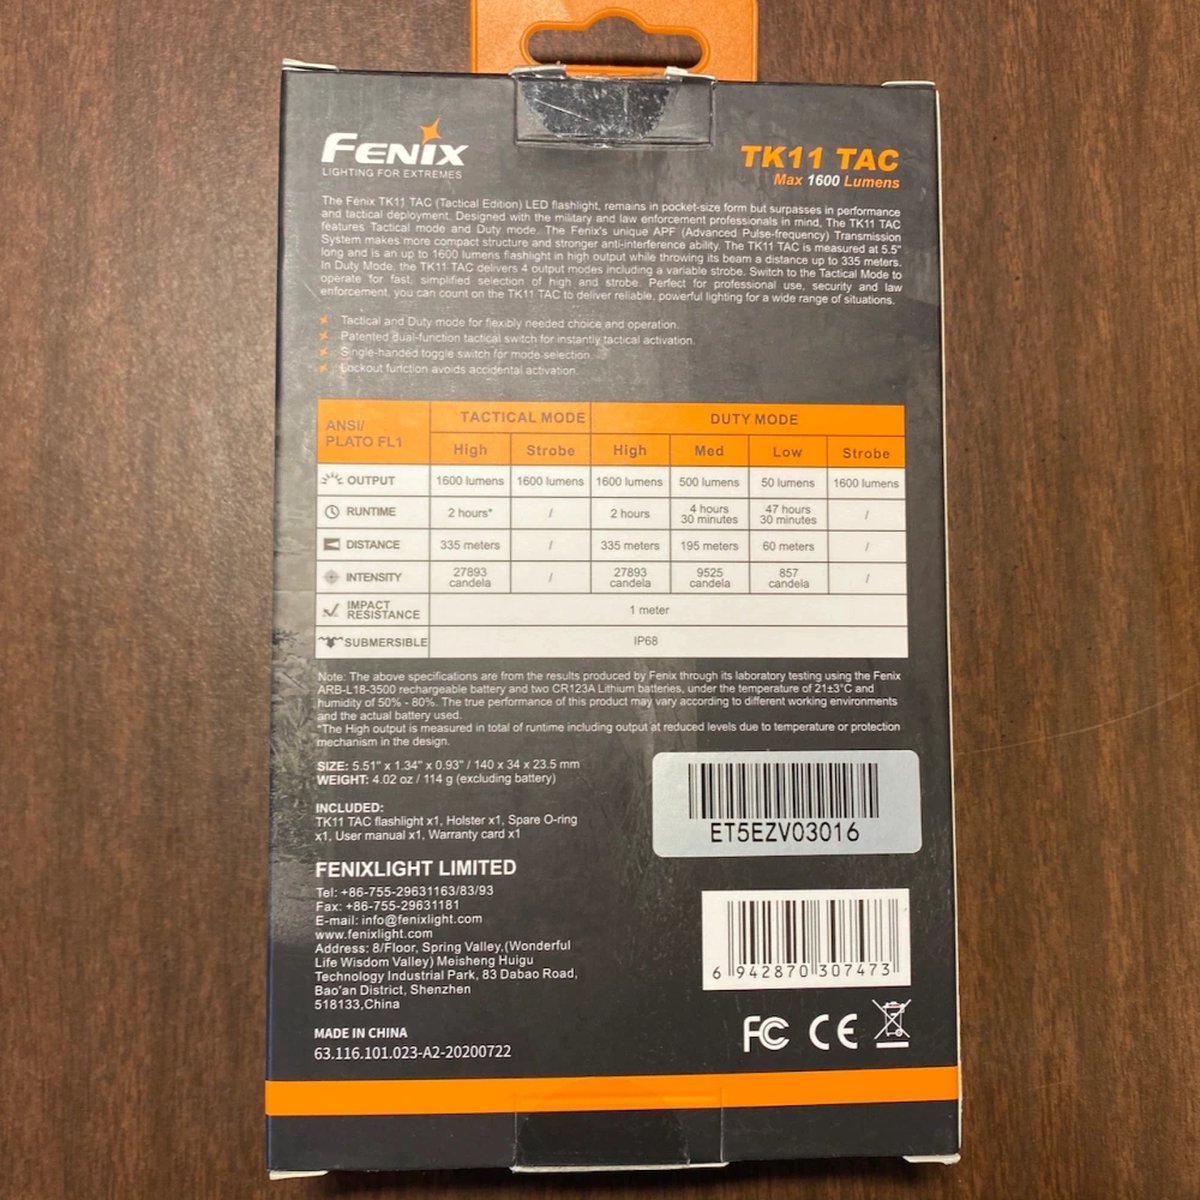 FENIX
LIGHTING FOR EXTREMES
TK11 TAC
Max 1600 Lumens
The Fenix TK11 TAC (Tactical Edition) LED flashlight, remains in pocket-size form but surpasses in performance
and tactical deployment. Designed with the military and law enforcement professionals in mind, The TK11 TAC
features Tactical mode and Duty mode. The Fenix's unique APF (Advanced Pulse-frequency) Transmission
System makes more compact structure and stronger anti-interference ability. The TK11 TAC is measured at 5.5"
long and is an up to 1600 lumens flashlight in high output while throwing its beam a distance up to 335 meters.
In Duty Mode, the TK11 TAC delivers 4 output modes including a variable strobe. Switch to the Tactical Mode to
operate for fast, simplified selection of high and strobe. Perfect for professional use, security and law
enforcement, you can count on the TK11 TAC to deliver reliable, powerful lighting for a wide range of situations.
Tactical and Duty mode for flexibly needed choice and operation.
Patented dual-function tactical switch for instantly tactical activation.
Single-handed toggle switch for mode selection.
Lockout function avoids accidental activation.
ANSI/
PLATO FL1
TACTICAL MODE DUTY MODE
High Strobe High Med Low Strobe
OUTPUT 1600 lumens 1600 lumens 1600 lumens 500 lumens 50 lumens 1600 lumens
RUNTIME 2 hours* / 2 hours 4 hours 30 minutes 47 hours 30 minutes /
DISTANCE 335 meters / 335 meters 195 meters 60 meters /
INTENSITY 27893 candela / 27893 candela 9525 candela 857 candela /
IMPACT RESISTANCE 1 meter
SUBMERSIBLE IP68
Note: The above specifications are from the results produced by Fenix through its laboratory testing using the Fenix
ARB-L18-3500 rechargeable battery and two CR123A Lithium batteries, under the temperature of 21±3°C and
humidity of 50% - 80%. The true performance of this product may vary according to different working environments
and the actual battery used.
*The High output is measured in total of runtime including output at reduced levels due to temperature or protection
mechanism in the design.
SIZE: 5.51" x 1.34" x 0.93" / 140 x 34 x 23.5 mm
WEIGHT: 4.02 oz / 114 g (excluding battery)
INCLUDED:
TK11 TAC flashlight x1, Holster x1, Spare O-ring
x1, User manual x1, Warranty card x1
ET5EZV03016
FENIXLIGHT LIMITED
Tel: +86-755-29631163/83/93
Fax: +86-755-29631181
E-mail: info@fenixlight.com
www.fenixlight.com
Address: 8/Floor, Spring Valley,(Wonderful
Life Wisdom Valley) Meisheng Huigu
Technology Industrial Park, 83 Dabao Road,
Bao'an District, Shenzhen
518133,China
6 942870 307473
MADE IN CHINA
63.116.101.023-A2-20200722
FC CE